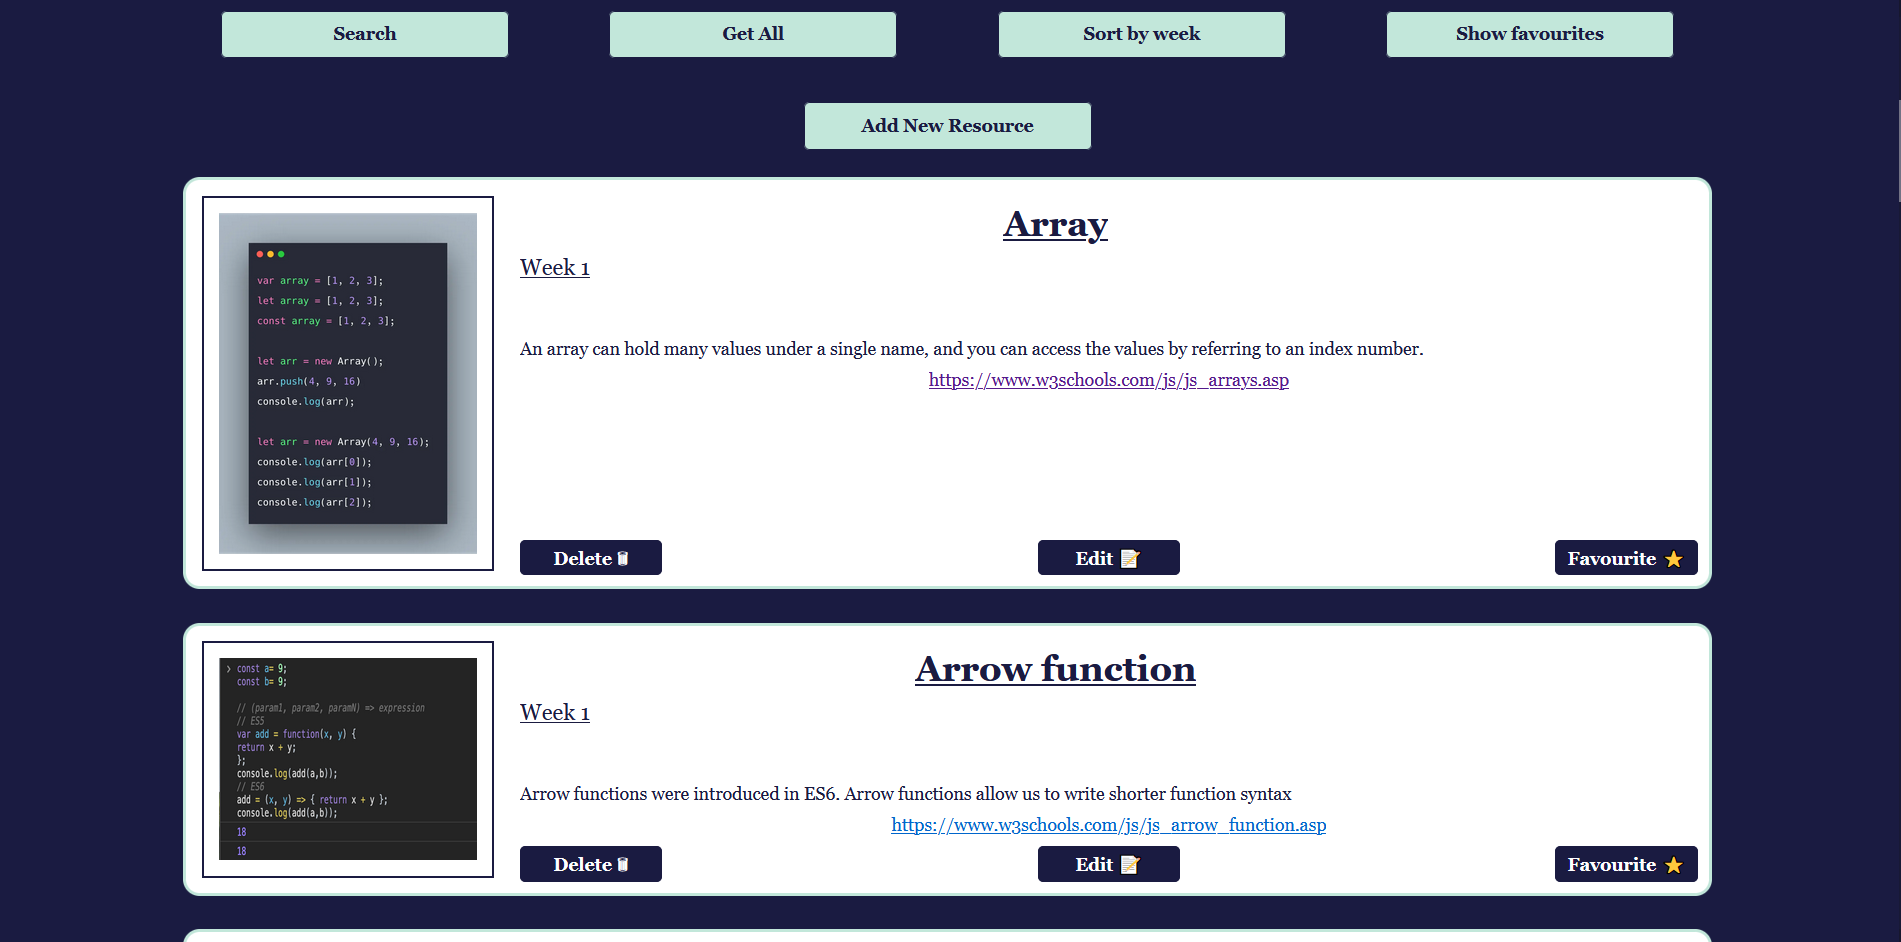 Search
Get All
Sort by week
Show favourites
Add New Resource
var array = [1, 2, 3];
let array = [1, 2, 3];
const array = [1, 2, 3];
let arr = new Array();
arr.push(4, 9, 16)
console.log(arr);
let arr = new Array(4, 9, 16);
console.log(arr[0]);
console.log(arr[1]);
console.log(arr[2]);
Array
Week 1
An array can hold many values under a single name, and you can access the values by referring to an index number.
https://www.w3schools.com/js/js_arrays.asp
Delete
Edit
Favourite
const a= 9;
const b= 9;
// (param1, param2, paramN) => expression
// ES5
var add = function(x, y) {
return x + y;
};
console.log(add(a,b));
// ES6
add = (x, y) => { return x + y };
console.log(add(a,b));
18
18
Arrow function
Week 1
Arrow functions were introduced in ES6. Arrow functions allow us to write shorter function syntax
https://www.w3schools.com/js/js_arrow_function.asp
Delete
Edit
Favourite